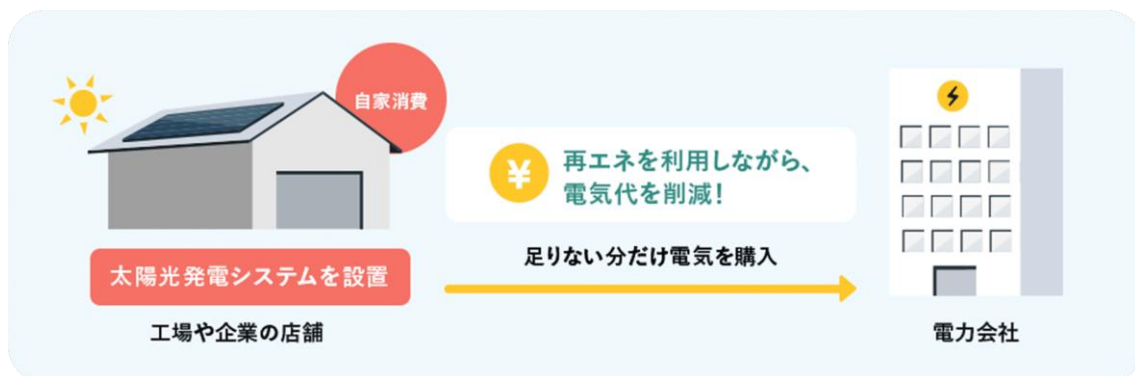 自家消費
再エネを利用しながら、
電気代を削減!
¥
足りない分だけ電気を購入
太陽光発電システムを設置
工場や企業の店舗
電力会社